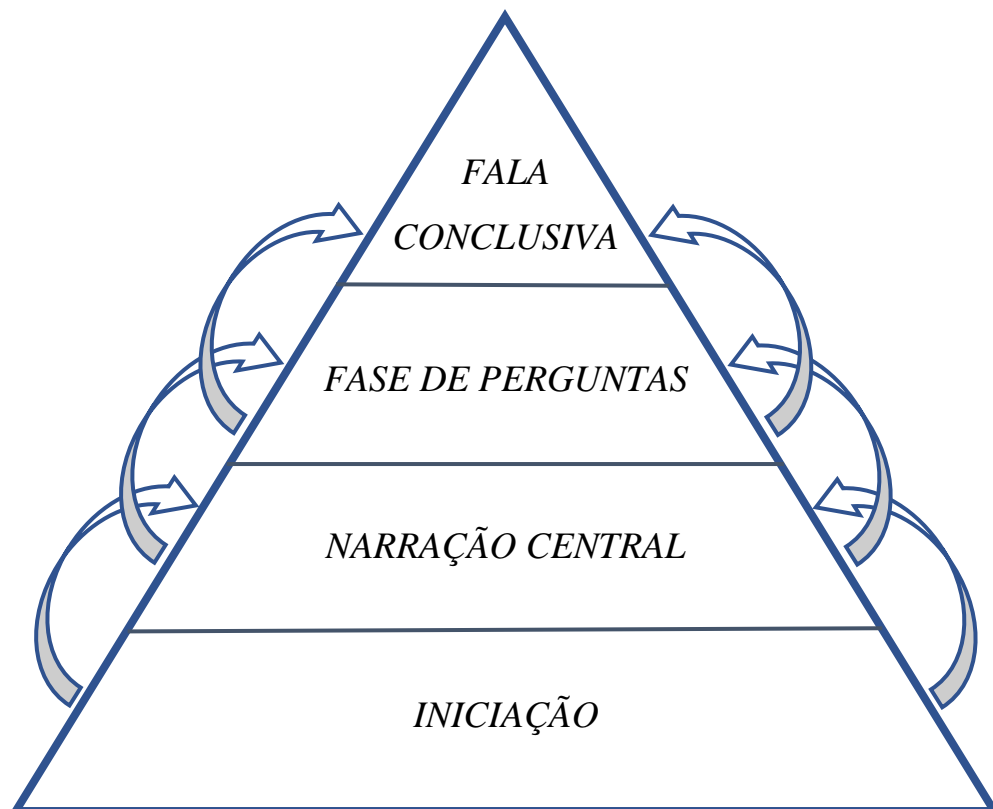 FALA
CONCLUSIVA
FASE DE PERGUNTAS
NARRAÇÃO CENTRAL
INICIAÇÃO